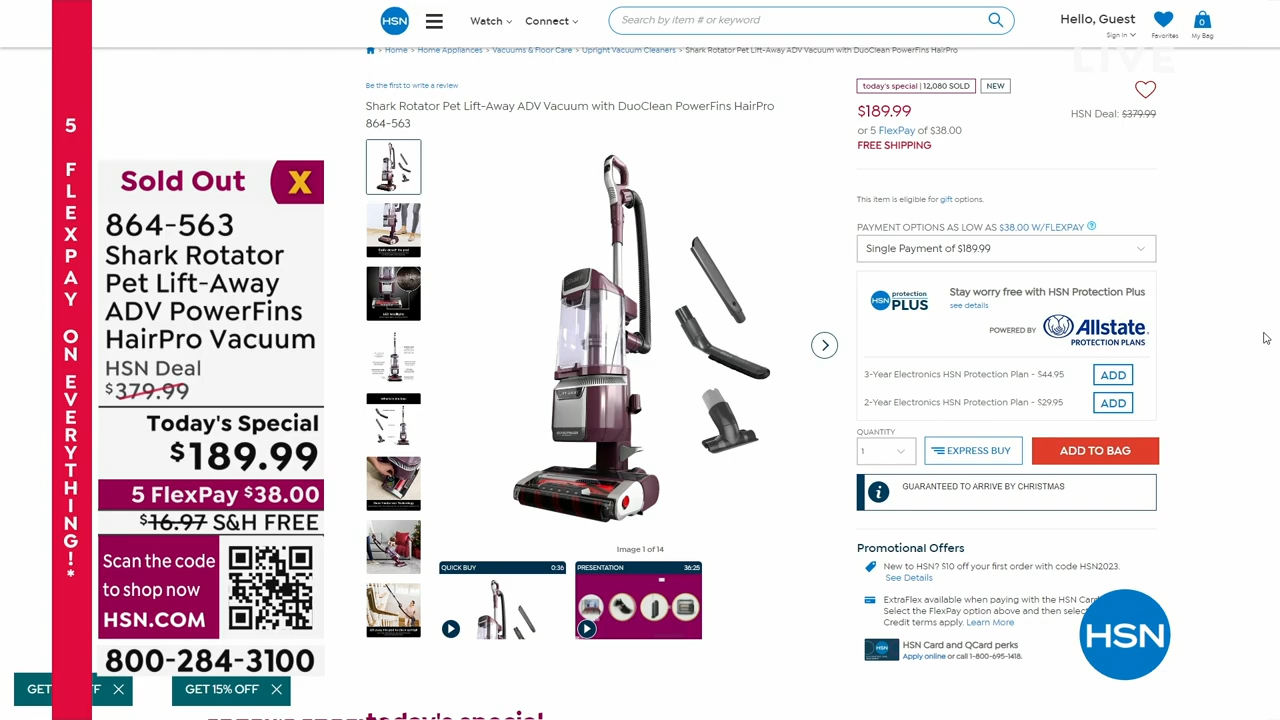 HSN
Watch
Connect
Search by item # or keyword
Hello, Guest
Sign In
Favorites
0
My Bag
LIVE
> Home > Home Appliances > Vacuums & Floor Care > Upright Vacuum Cleaners > Shark Rotator Pet Lift-Away ADV Vacuum with DuoClean PowerFins HairPro
5 FLEXPAY ON EVERYTHING!*
Sold Out
X
864-563
Shark Rotator
Pet Lift-Away
ADV PowerFins
HairPro Vacuum
HSN Deal
$379.99
Today's Special
$189.99
5 FlexPay $38.00
$16.97 S&H FREE
Scan the code
to shop now
HSN.COM
800-284-3100
GET FF X
GET 15% OFF X
Be the first to write a review
Shark Rotator Pet Lift-Away ADV Vacuum with DuoClean PowerFins HairPro
864-563
Image 1 of 14
QUICK BUY 0:36
PRESENTATION 36:25
today's special | 12,080 SOLD
NEW
$189.99
HSN Deal: $379.99
or 5 FlexPay of $38.00
FREE SHIPPING
This item is eligible for gift options.
PAYMENT OPTIONS AS LOW AS $38.00 W/FLEXPAY ?
Single Payment of $189.99
HSN protection PLUS
Stay worry free with HSN Protection Plus
see details
POWERED BY
Allstate
PROTECTION PLANS
3-Year Electronics HSN Protection Plan - $44.95
ADD
2-Year Electronics HSN Protection Plan - $29.95
ADD
QUANTITY
1
EXPRESS BUY
ADD TO BAG
i
GUARANTEED TO ARRIVE BY CHRISTMAS
Promotional Offers
New to HSN? $10 off your first order with code HSN2023.
See Details
ExtraFlex available when paying with the HSN Car
Select the FlexPay option above and then selec
Credit terms apply. Learn More
HSN Card and QCard perks
Apply online or call 1-800-695-1418.
HSN
today's special